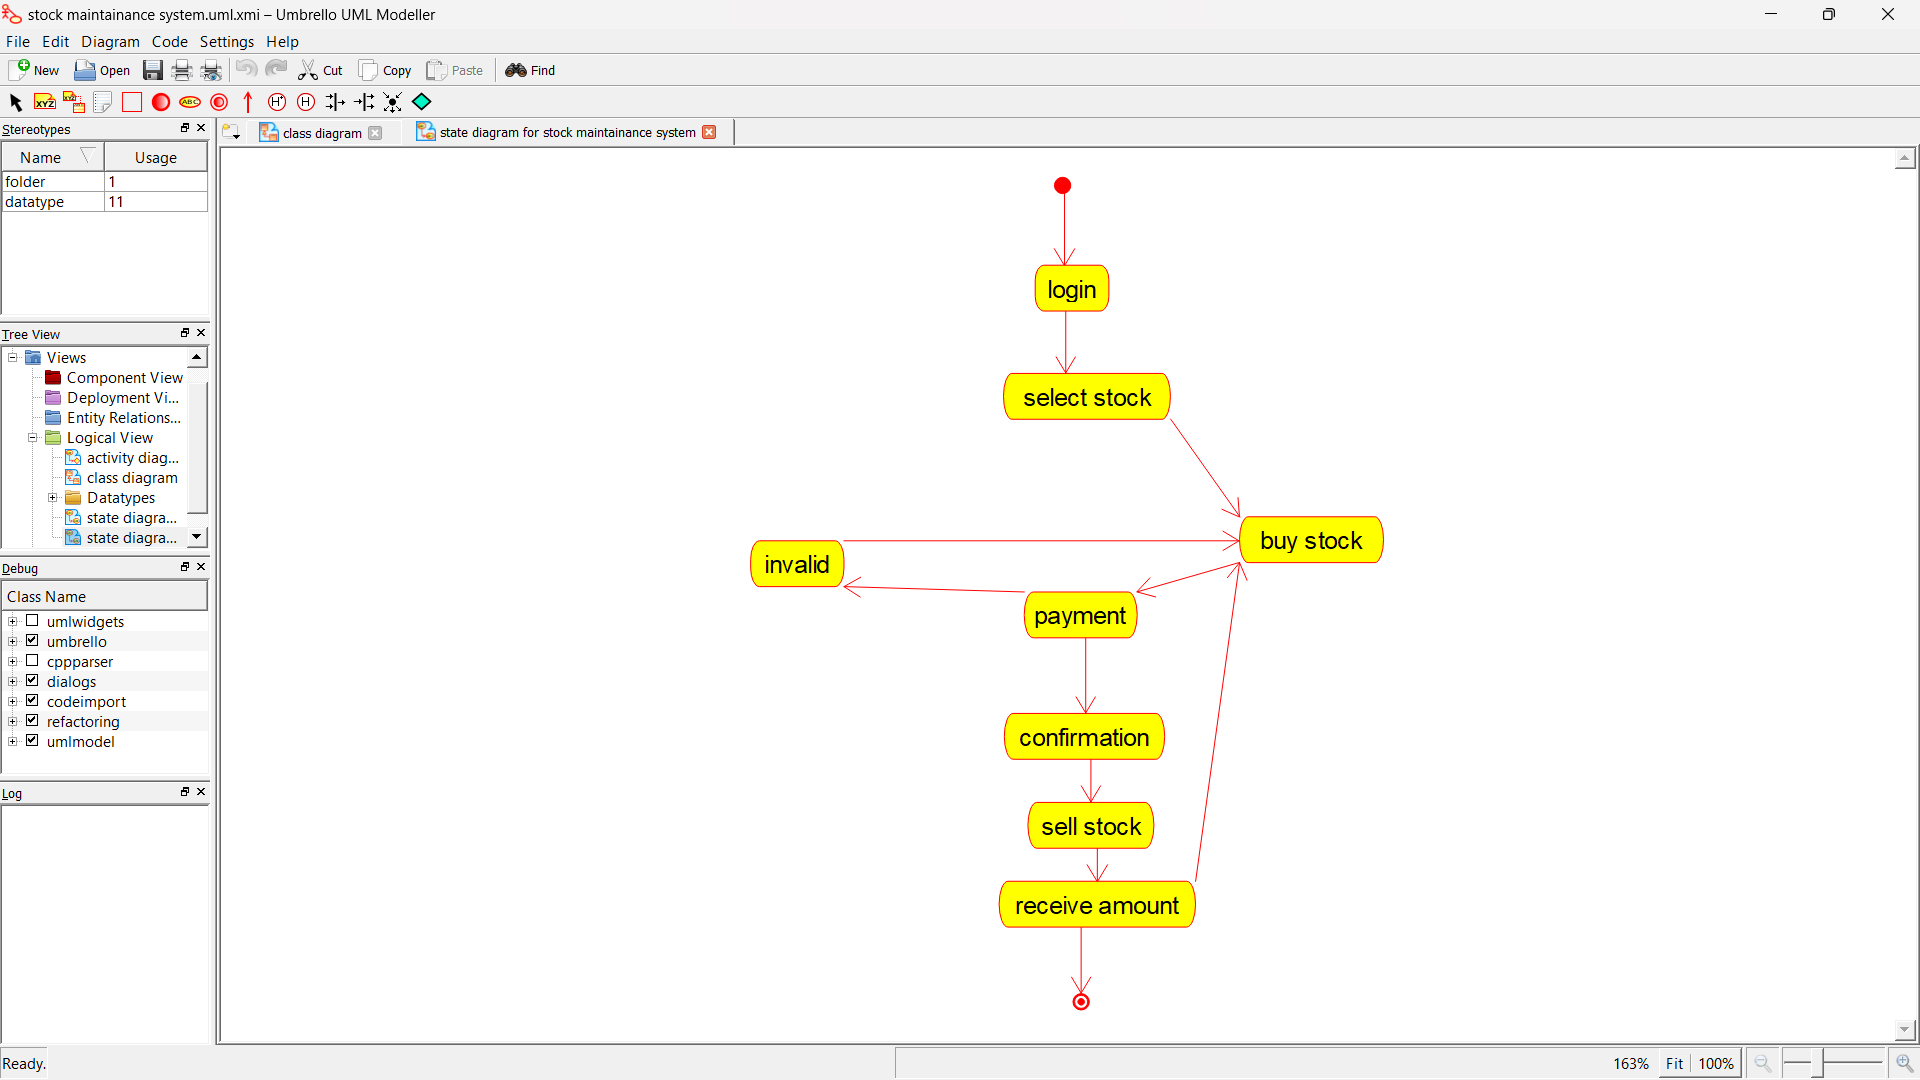 stock maintainance system.uml.xmi – Umbrello UML Modeller
File Edit Diagram Code Settings Help
New Open Cut Copy Paste Find
XYZ XYZ ABC H* H
Stereotypes
class diagram
state diagram for stock maintainance system
Name Usage
folder 1
datatype 11
Tree View
Views
Component View
Deployment Vi...
Entity Relations...
Logical View
activity diag...
class diagram
Datatypes
state diagra...
state diagra...
Debug
Class Name
umlwidgets
umbrello
cppparser
dialogs
codeimport
refactoring
umlmodel
Log
login
select stock
buy stock
invalid
payment
confirmation
sell stock
receive amount
Ready.
163% Fit 100%